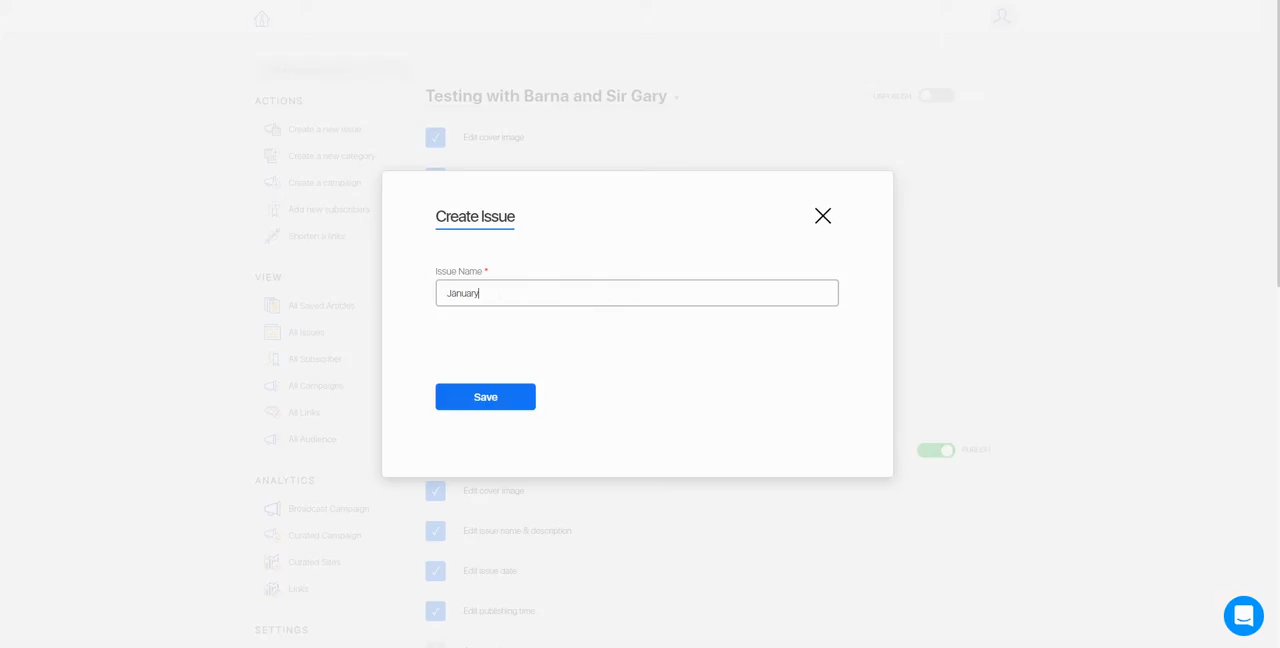 ACTIONS
Create a new issue
Create a new category
Create a campaign
Add new subscribers
Shorten a links
VIEW
All Saved Articles
All Issues
All Subscriber
All Campaigns
All Links
All Audience
ANALYTICS
Broadcast Campaign
Curated Campaign
Curated Skim
Links
SETTINGS
Testing with Barna and Sir Gary
Edit cover image
Create Issue
Issue Name *
January
Save
PUBLISH
Edit cover image
Edit issue name & description
Edit issue date
Edit publishing time